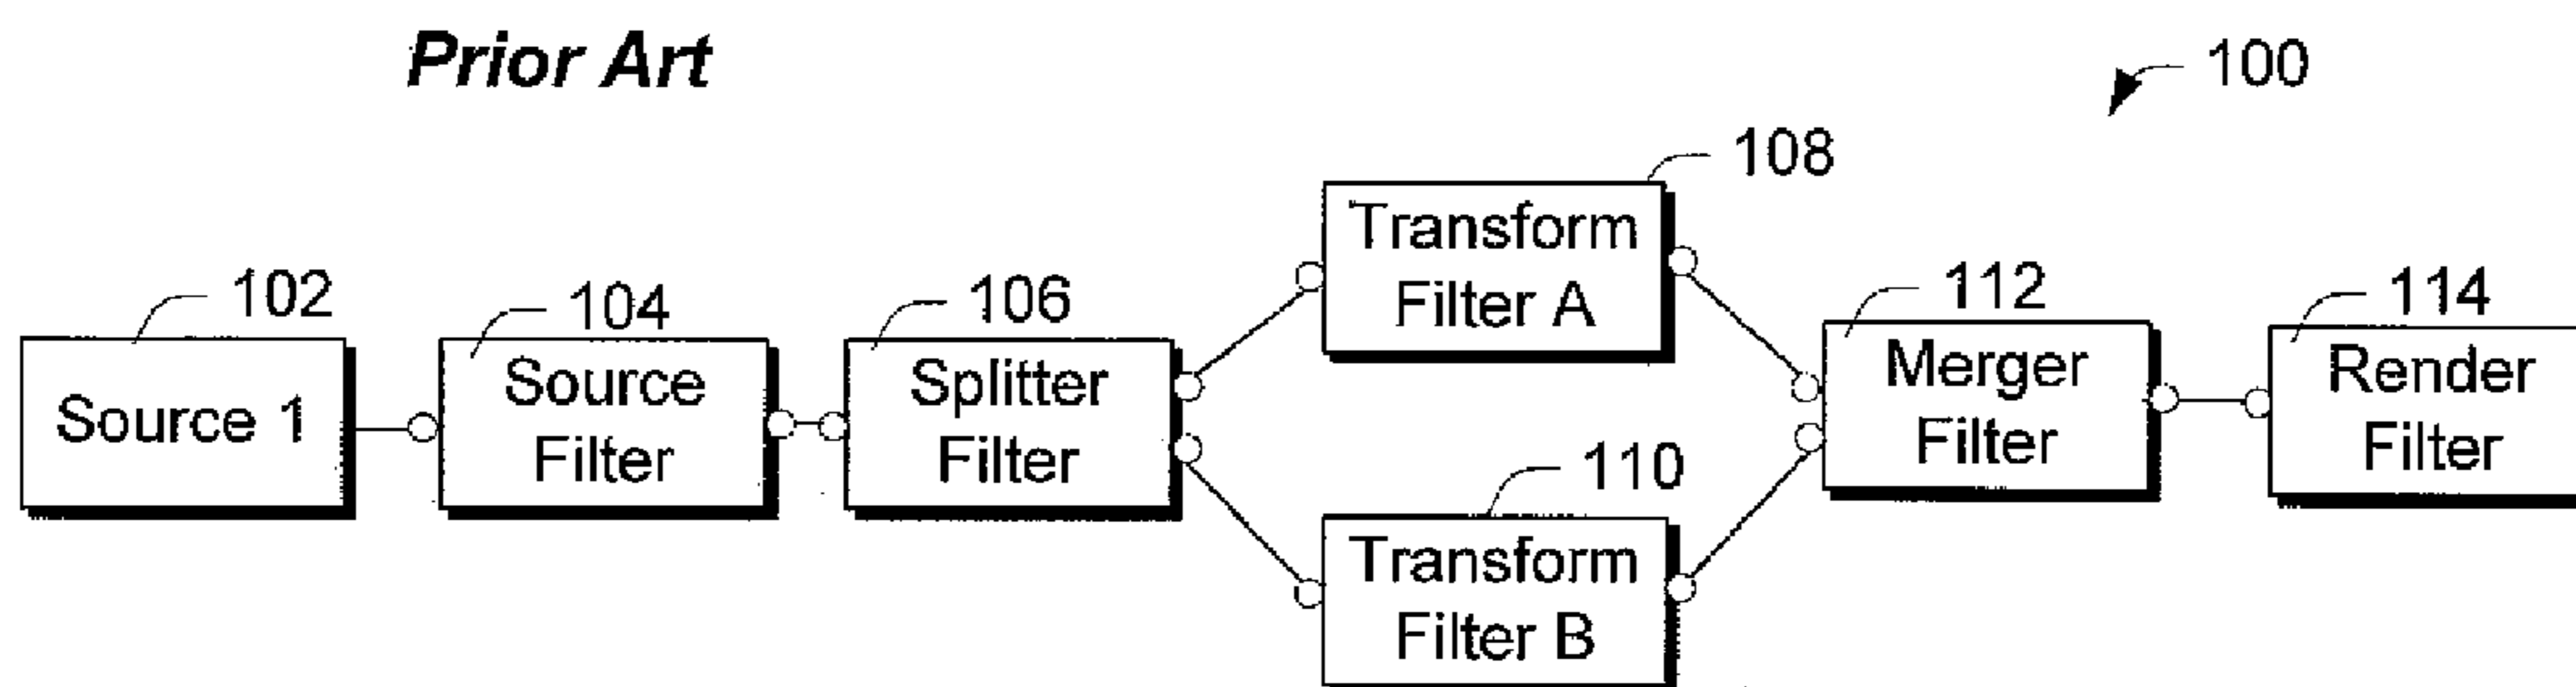 Prior Art
100
108
Transform
Filter A
102
Source 1
104
Source
Filter
106
Splitter
Filter
110
Transform
Filter B
112
Merger
Filter
114
Render
Filter